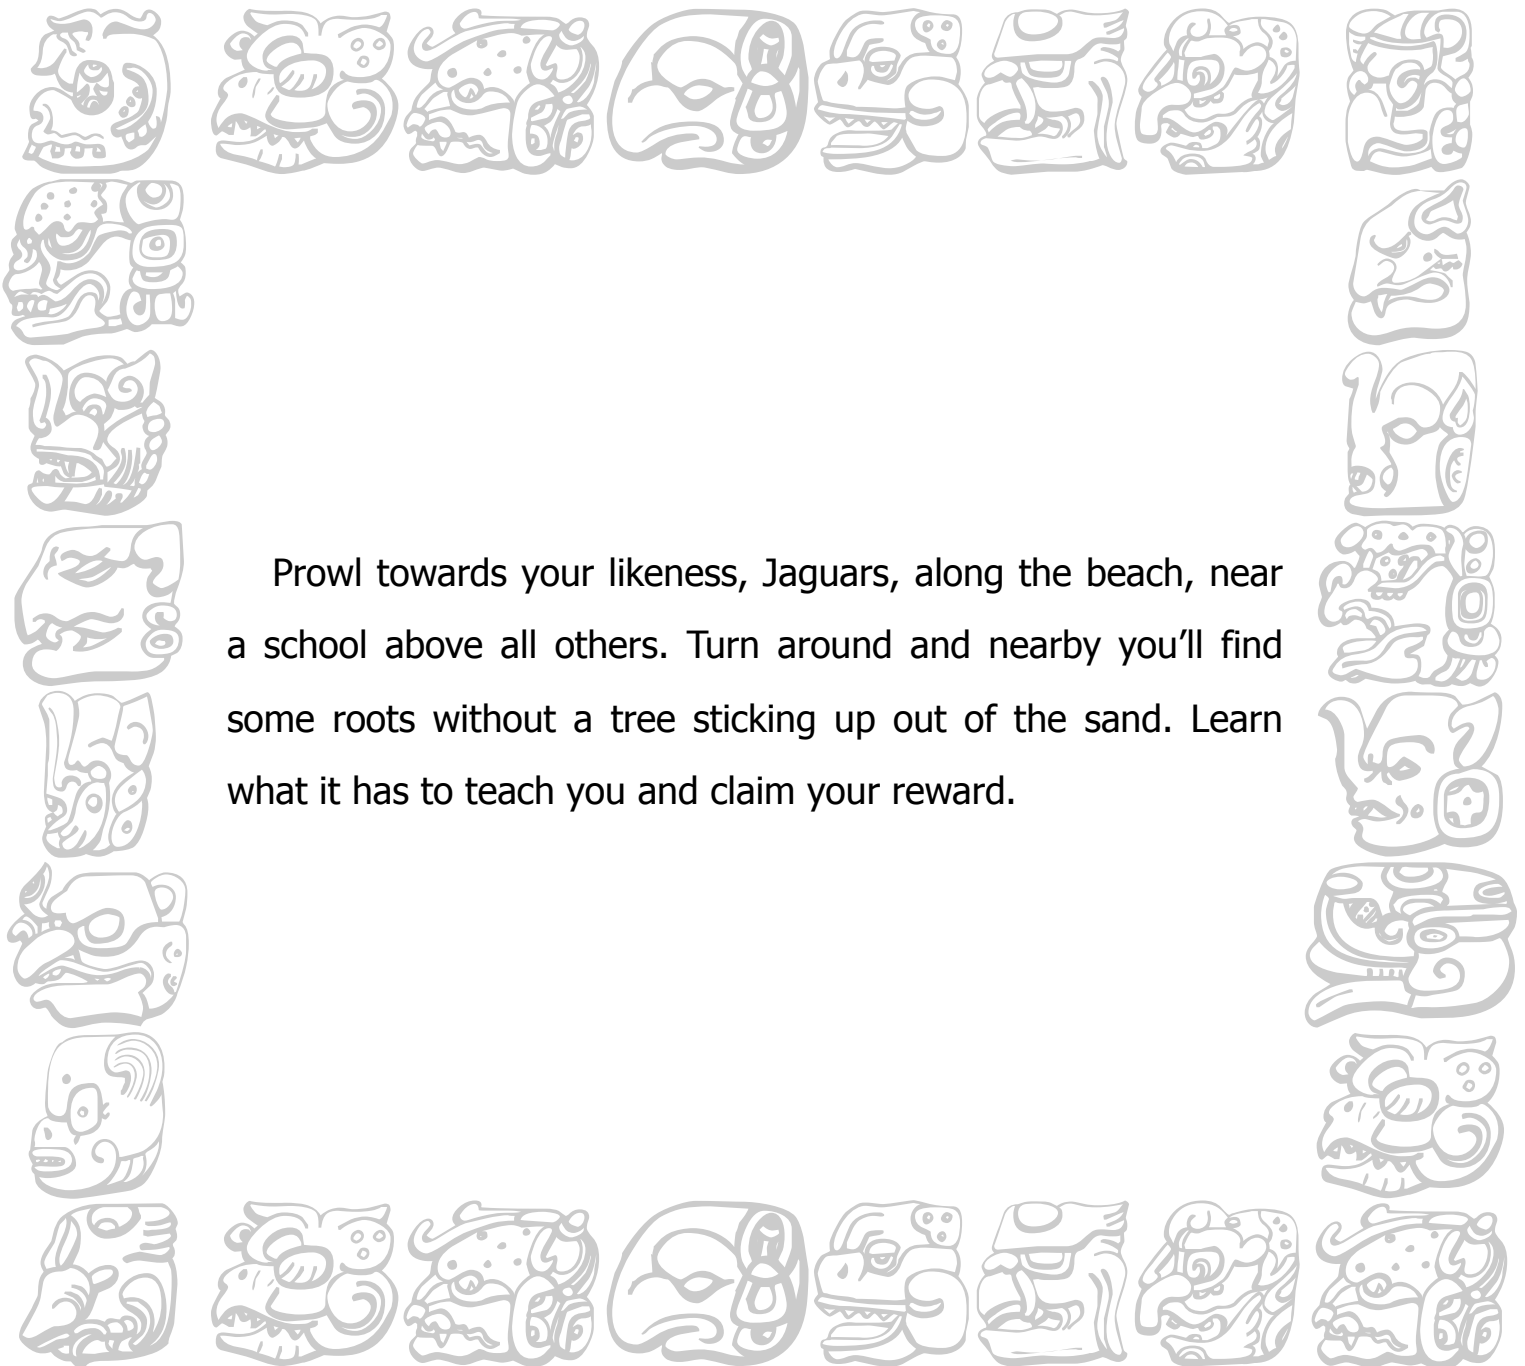 Prowl towards your likeness, Jaguars, along the beach, near
a school above all others. Turn around and nearby you’ll find
some roots without a tree sticking up out of the sand. Learn
what it has to teach you and claim your reward.